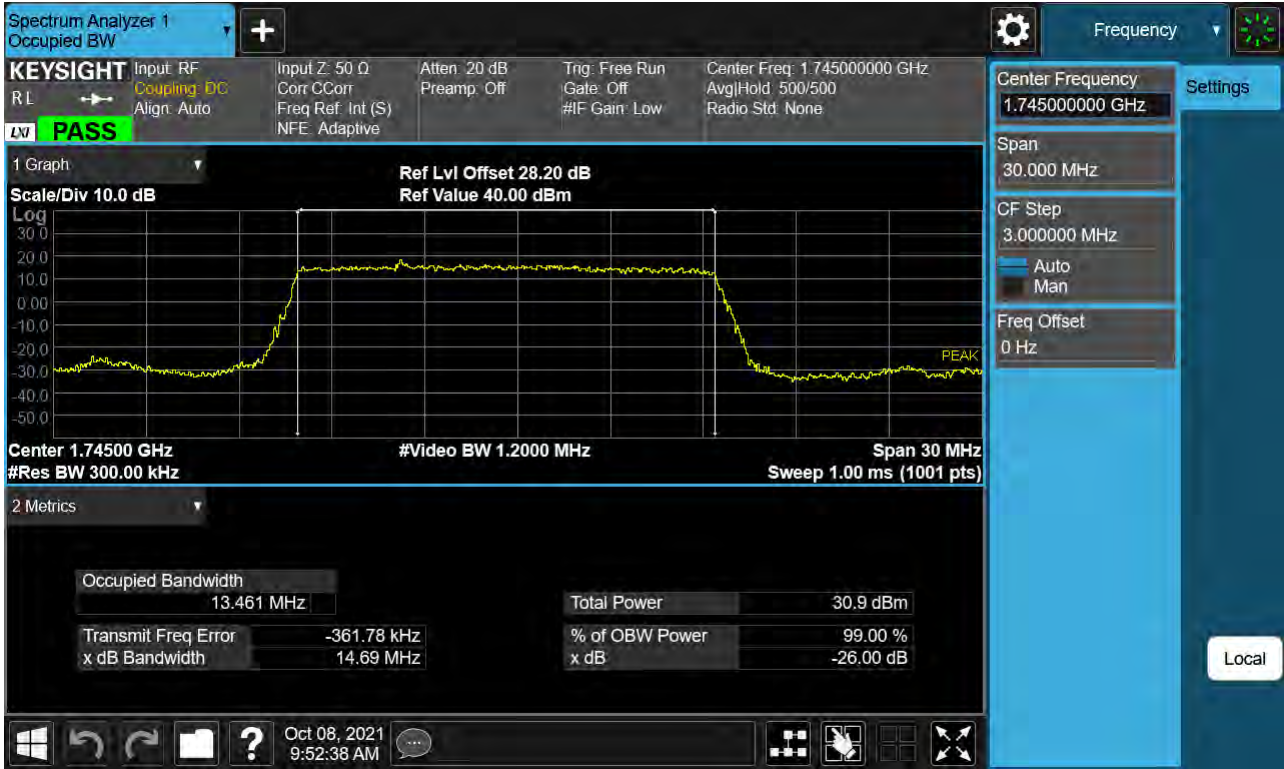 Spectrum Analyzer 1
Occupied BW
Frequency
KEYSIGHT
R L
LXI
PASS
Input: RF
Coupling: DC
Align: Auto
Input Z: 50 Ω
Corr CCorr
Freq Ref: Int (S)
NFE: Adaptive
Atten: 20 dB
Preamp: Off
Trig: Free Run
Gate: Off
#IF Gain: Low
Center Freq: 1.745000000 GHz
Avg|Hold: 500/500
Radio Std: None
Center Frequency
1.745000000 GHz
Settings
Span
30.000 MHz
CF Step
3.000000 MHz
Auto
Man
Freq Offset
0 Hz
Local
1 Graph
Ref Lvl Offset 28.20 dB
Scale/Div 10.0 dB
Ref Value 40.00 dBm
Log
30.0
20.0
10.0
0.00
-10.0
-20.0
-30.0
-40.0
-50.0
PEAK
Center 1.74500 GHz
#Video BW 1.2000 MHz
Span 30 MHz
#Res BW 300.00 kHz
Sweep 1.00 ms (1001 pts)
2 Metrics
Occupied Bandwidth
13.461 MHz
Total Power 30.9 dBm
Transmit Freq Error -361.78 kHz
% of OBW Power 99.00 %
x dB Bandwidth 14.69 MHz
x dB -26.00 dB
?
Oct 08, 2021
9:52:38 AM